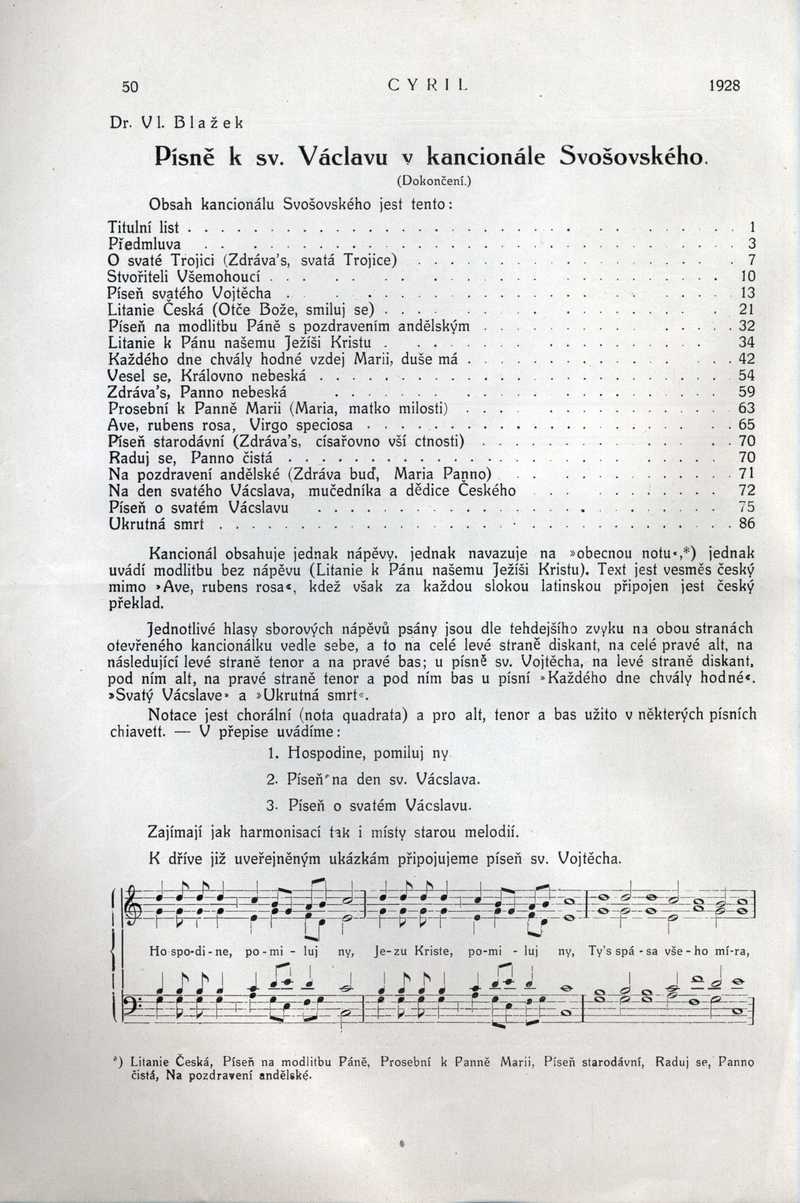 50 CYRIL 1928
Dr. Vl. Blažek
Písně k sv. Václavu v kancionále Svošovského.
(Dokončení.)
Obsah kancionálu Svošovského jest tento:
Titulní list . . . . . . . . . . . . . . . . . . . . 1
Předmluva . . . . . . . . . . . . . . . . . . . . 3
O svaté Trojici (Zdráva's, svatá Trojice) . . . . . . . . . . . . 7
Stvořiteli Všemohoucí . . . . . . . . . . . . . . . . . 10
Píseň svatého Vojtěcha . . . . . . . . . . . . . . . . . 13
Litanie Česká (Otče Bože, smiluj se) . . . . . . . . . . . . . 21
Píseň na modlitbu Páně s pozdravením andělským . . . . . . . . . . 32
Litanie k Pánu našemu Ježíši Kristu . . . . . . . . . . . . . 34
Každého dne chvály hodné vzdej Marii, duše má . . . . . . . . . . 42
Vesel se, Královno nebeská . . . . . . . . . . . . . . . 54
Zdráva's, Panno nebeská . . . . . . . . . . . . . . . . 59
Prosební k Panně Marii (Maria, matko milosti) . . . . . . . . . . 63
Ave, rubens rosa, Virgo speciosa . . . . . . . . . . . . . . 65
Píseň starodávní (Zdráva's, císařovno vší ctnosti) . . . . . . . . . 70
Raduj se, Panno čistá . . . . . . . . . . . . . . . . . 70
Na pozdravení andělské (Zdráva buď, Maria Panno) . . . . . . . . . 71
Na den svatého Vácslava, mučedníka a dědice Českého . . . . . . . . 72
Píseň o svatém Vácslavu . . . . . . . . . . . . . . . . 75
Ukrutná smrt . . . . . . . . . . . . . . . . . . . 86
Kancionál obsahuje jednak nápěvy, jednak navazuje na »obecnou notu«,*) jednak
uvádí modlitbu bez nápěvu (Litanie k Pánu našemu Ježíši Kristu). Text jest vesměs český
mimo »Ave, rubens rosa«, kdež však za každou slokou latinskou připojen jest český
překlad.
Jednotlivé hlasy sborových nápěvů psány jsou dle tehdejšího zvyku na obou stranách
otevřeného kancionálku vedle sebe, a to na celé levé straně diskant, na celé pravé alt, na
následující levé straně tenor a na pravé bas; u písně sv. Vojtěcha, na levé straně diskant,
pod ním alt, na pravé straně tenor a pod ním bas u písní »Každého dne chvály hodné«.
»Svatý Vácslave« a »Ukrutná smrt«.
Notace jest chorální (nota quadrata) a pro alt, tenor a bas užito v některých písních
chiavett. — V přepise uvádíme:
1. Hospodine, pomiluj ny
2. Píseň na den sv. Vácslava.
3. Píseň o svatém Vácslavu.
Zajímají jak harmonisací tak i místy starou melodií.
K dříve již uveřejněným ukázkám připojujeme píseň sv. Vojtěcha.
Ho spo-di-ne, po-mi - luj ny, Je-zu Kriste, po-mi - luj ny, Ty's spá - sa vše - ho mí-ra,
*) Litanie Česká, Píseň na modlitbu Páně, Prosební k Panně Marii, Píseň starodávní, Raduj se, Panno
čistá, Na pozdravení andělské.